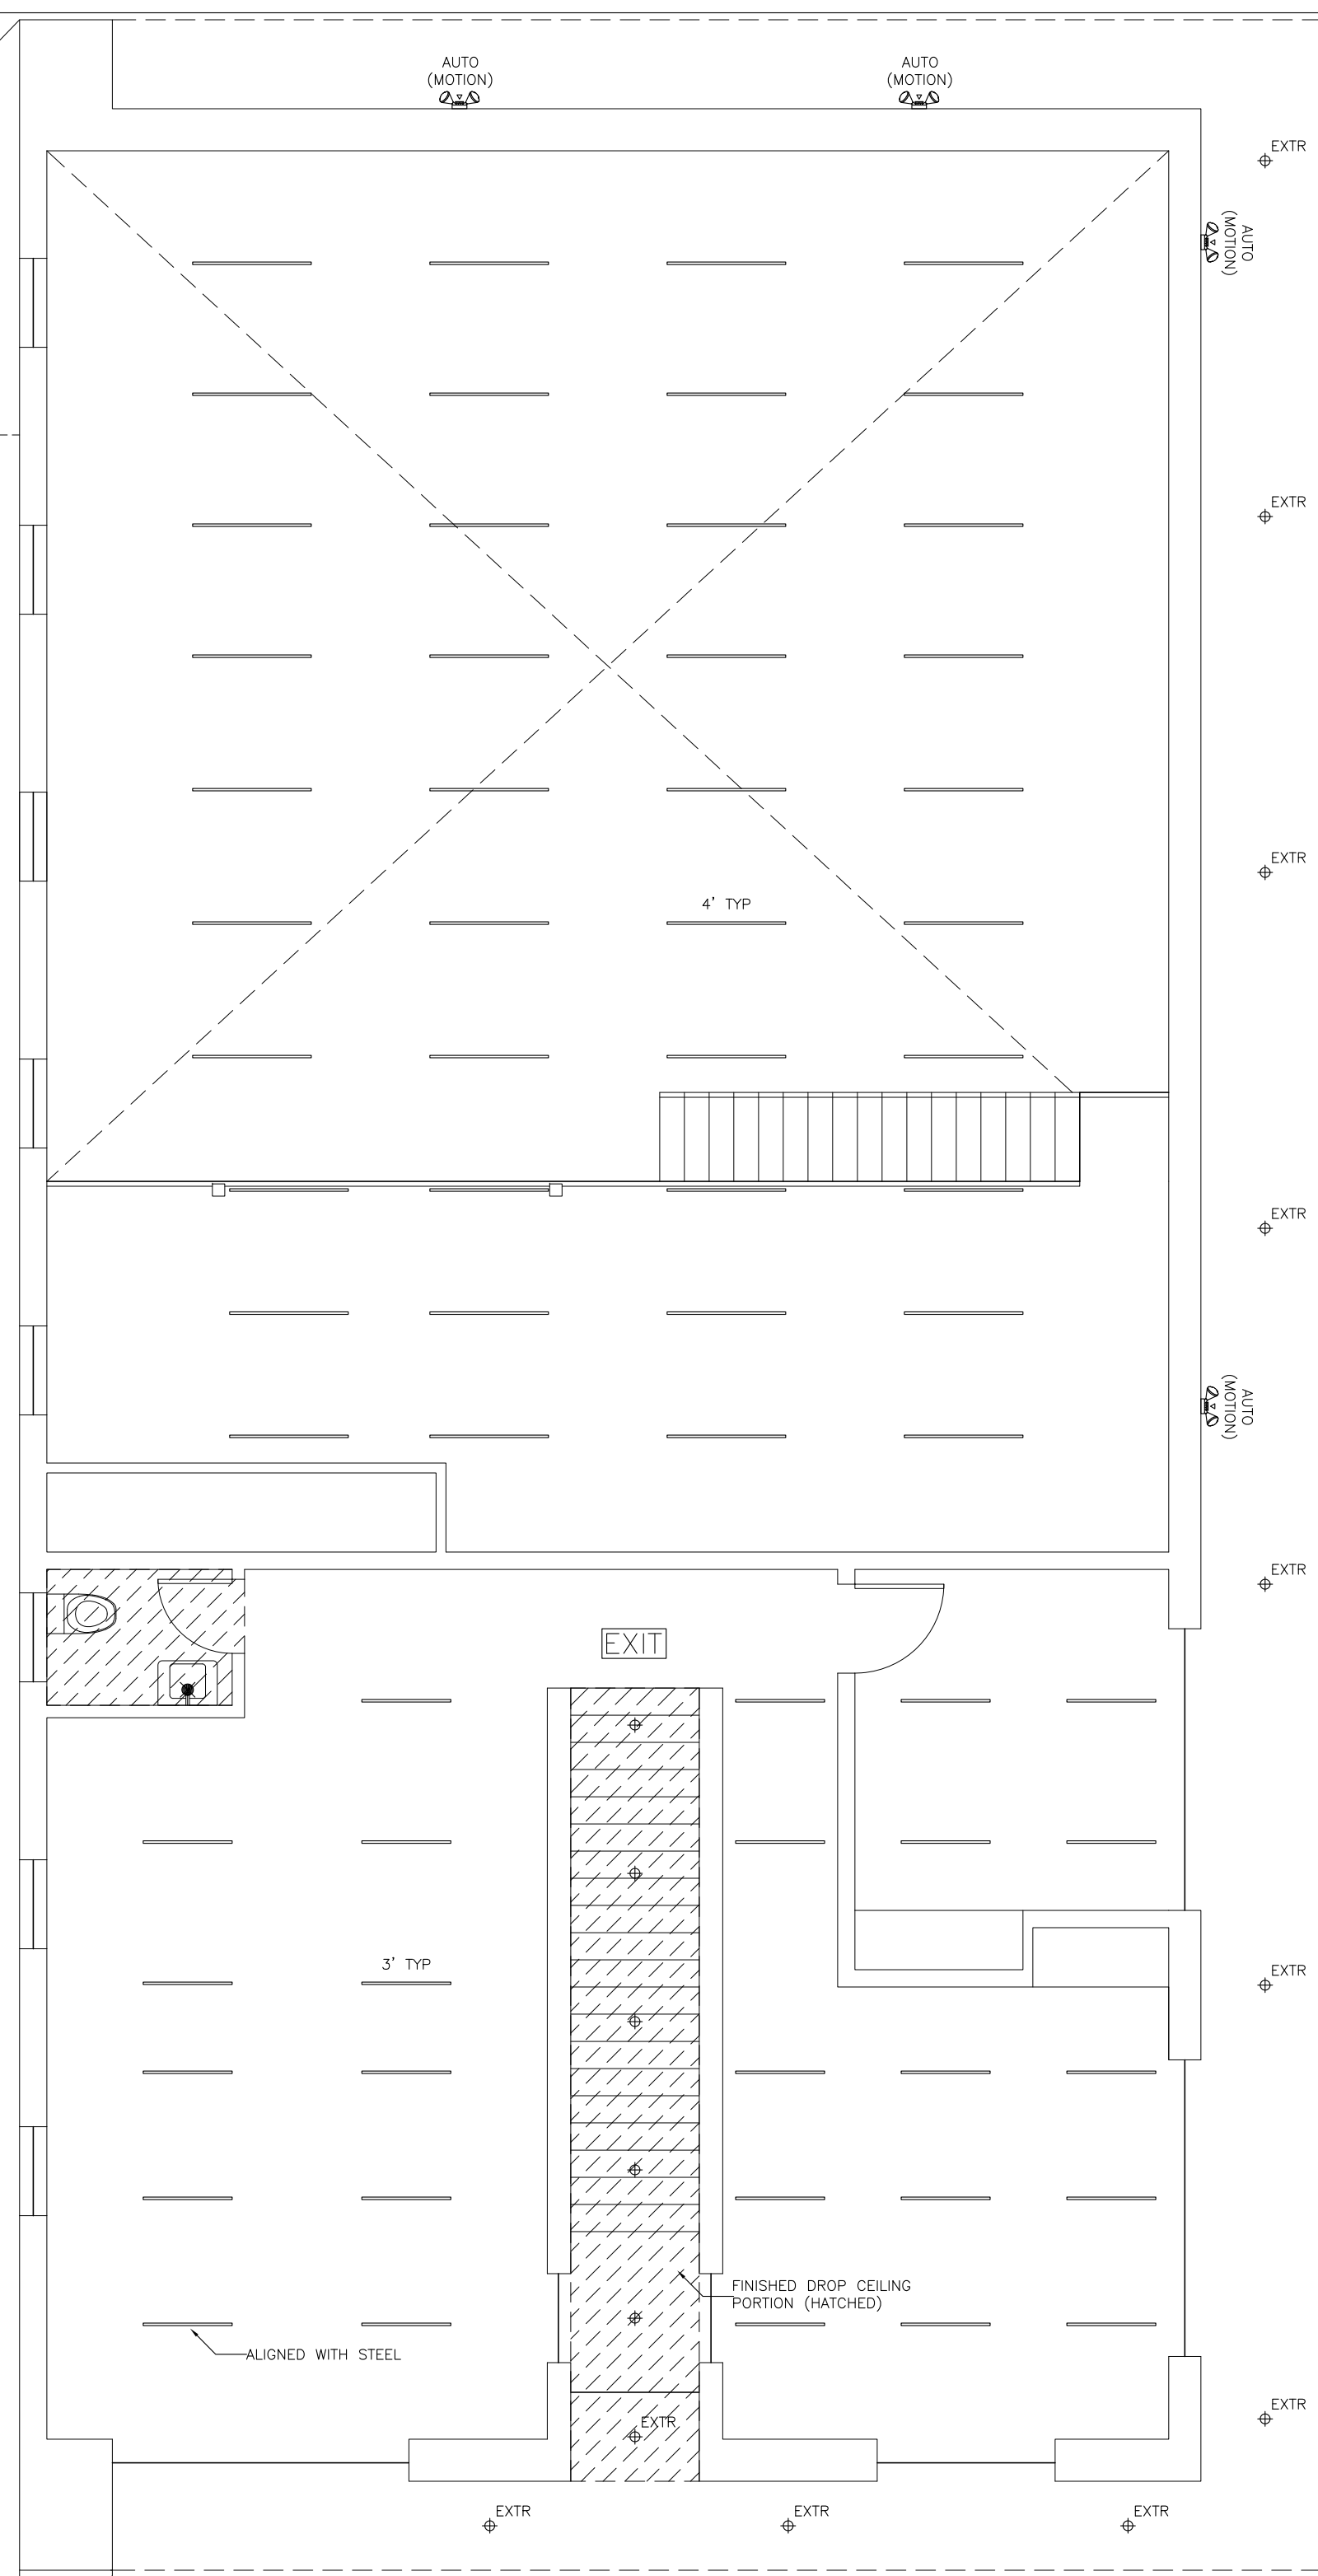 AUTO
(MOTION)
AUTO
(MOTION)
EXTR
AUTO
(MOTION)
EXTR
EXTR
4' TYP
EXTR
AUTO
(MOTION)
EXTR
EXIT
3' TYP
EXTR
FINISHED DROP CEILING
PORTION (HATCHED)
ALIGNED WITH STEEL
EXTR
EXTR
EXTR
EXTR
EXTR